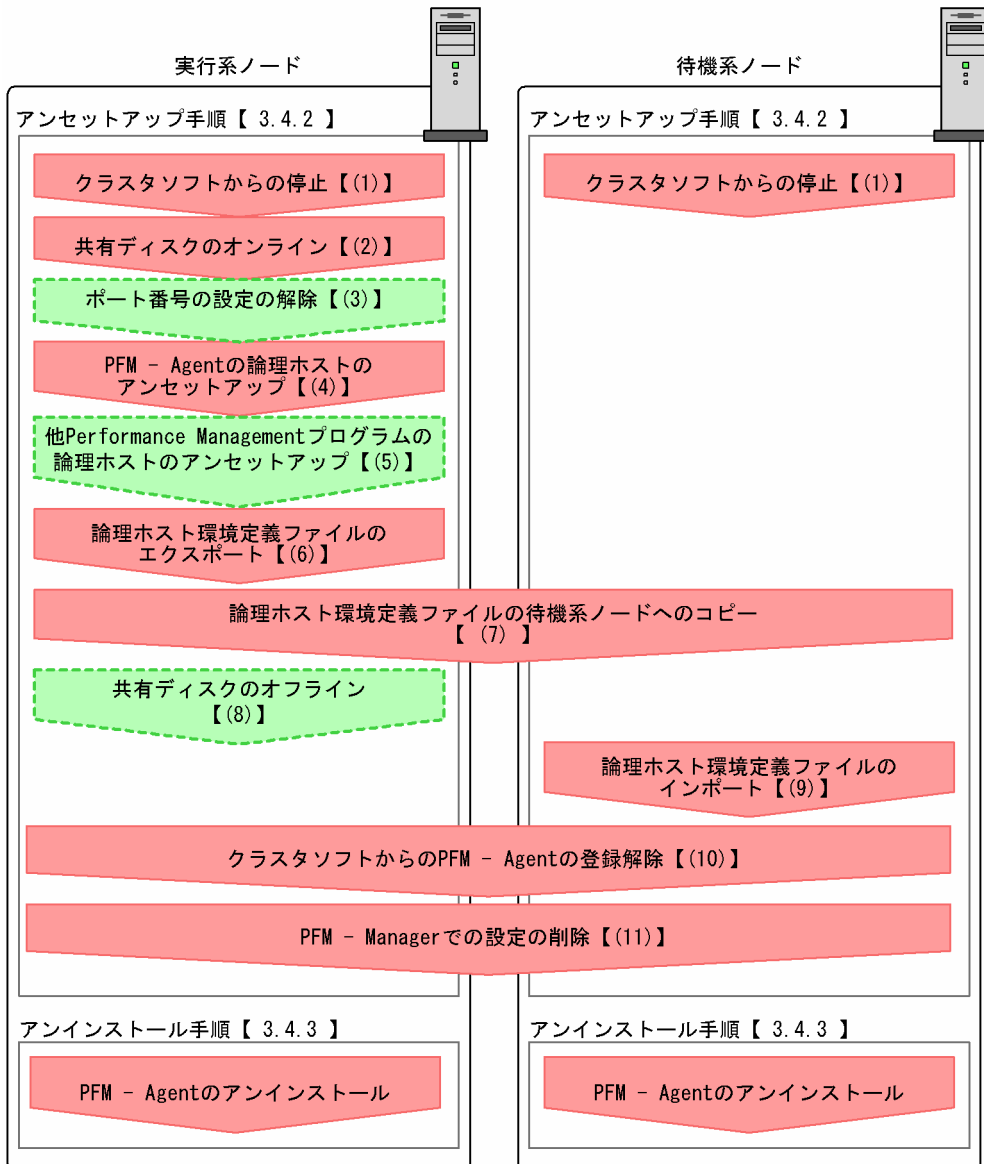 実行系ノード
待機系ノード
アンセットアップ手順【 3.4.2 】
アンセットアップ手順【 3.4.2 】
クラスタソフトからの停止【(1)】
クラスタソフトからの停止【(1)】
共有ディスクのオンライン【(2)】
ポート番号の設定の解除【(3)】
PFM - Agentの論理ホストの
アンセットアップ【(4)】
他Performance Managementプログラムの
論理ホストのアンセットアップ【(5)】
論理ホスト環境定義ファイルの
エクスポート【(6)】
論理ホスト環境定義ファイルの待機系ノードへのコピー
【 (7) 】
共有ディスクのオフライン
【(8)】
論理ホスト環境定義ファイルの
インポート【(9)】
クラスタソフトからのPFM - Agentの登録解除【(10)】
PFM - Managerでの設定の削除【(11)】
アンインストール手順【 3.4.3 】
アンインストール手順【 3.4.3 】
PFM - Agentのアンインストール
PFM - Agentのアンインストール